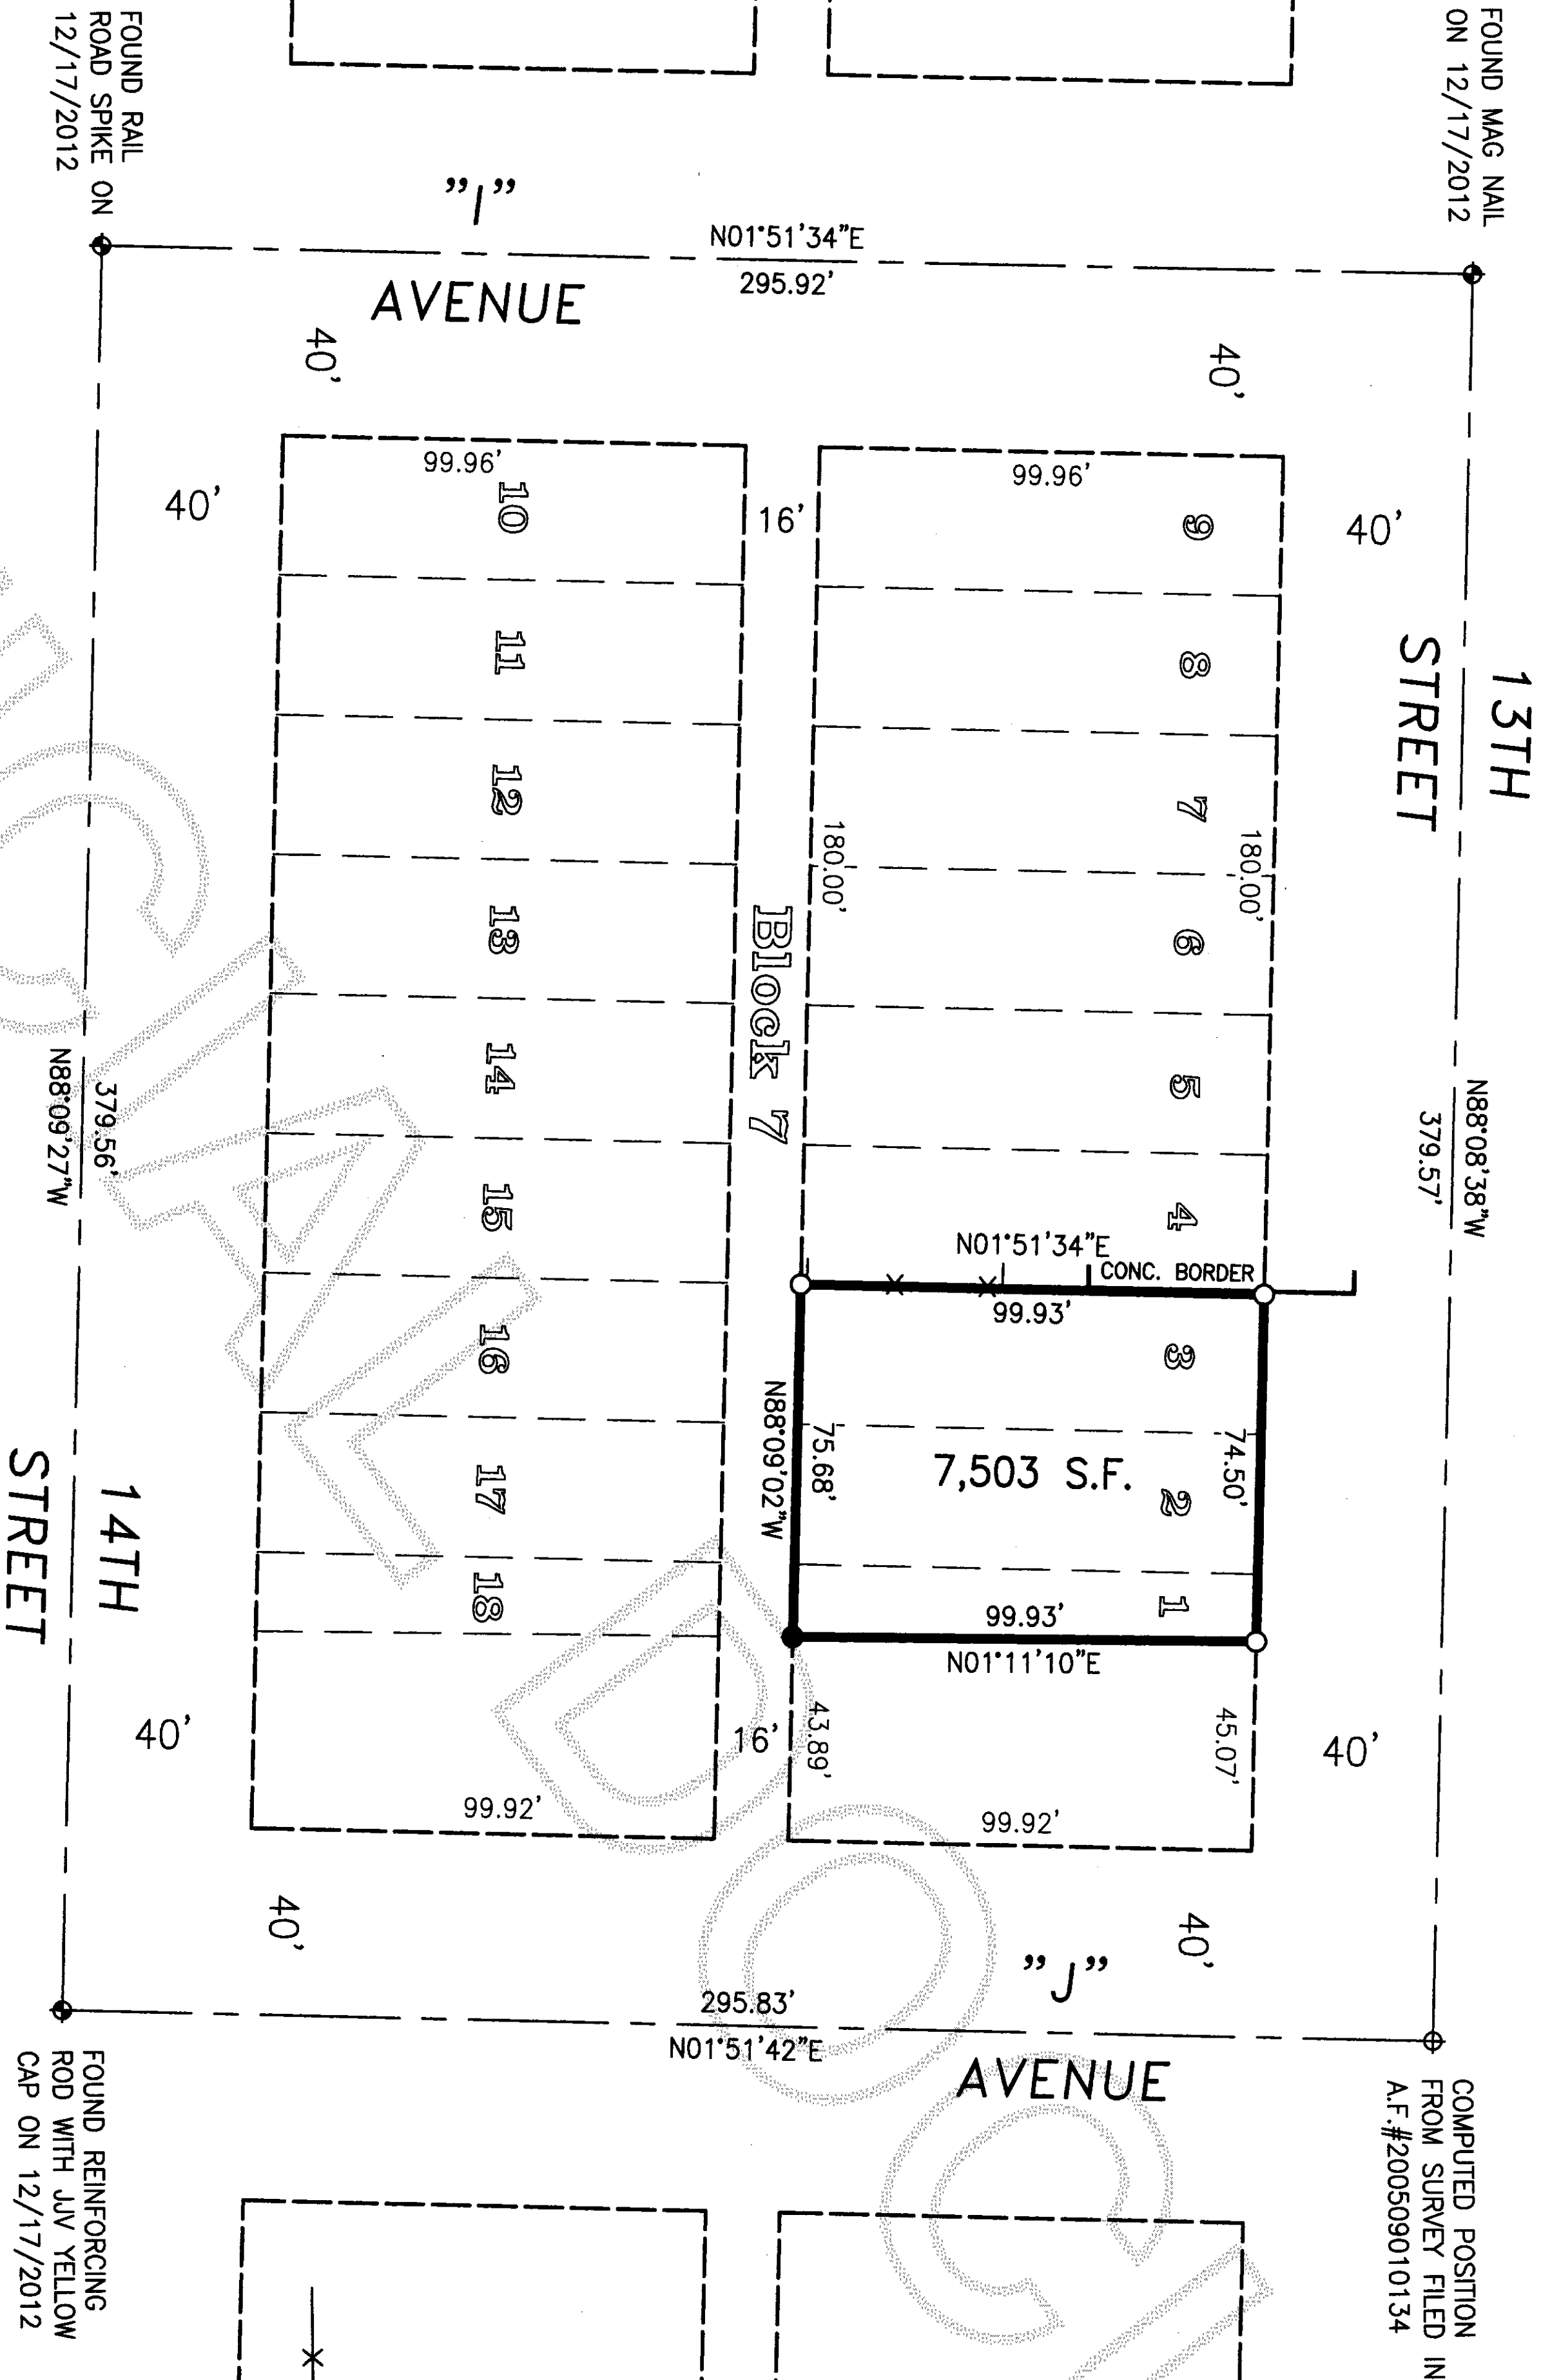 FOUND MAG NAIL
ON 12/17/2012
FOUND RAIL
ROAD SPIKE ON
12/17/2012
"I"
AVENUE
N01°51'34"E
295.92'
40'
40'
13TH
STREET
N88°08'38"W
379.57'
40'
40'
99.96'
99.96'
16'
40'
9
8
7
6
5
4
3
2
1
180.00'
180.00'
Block 7
10
11
12
13
14
15
16
17
18
N01°51'34"E
CONC. BORDER
99.93'
74.50'
7,503 S.F.
75.68'
N88°09'02"W
99.93'
N01°11'10"E
45.07'
43.89'
16'
99.92'
99.92'
40'
379.56'
N88°09'27"W
14TH
STREET
40'
40'
"J"
AVENUE
295.83'
N01°51'42"E
COMPUTED POSITION
FROM SURVEY FILED IN
A.F.#200509010134
FOUND REINFORCING
ROD WITH JJV YELLOW
CAP ON 12/17/2012